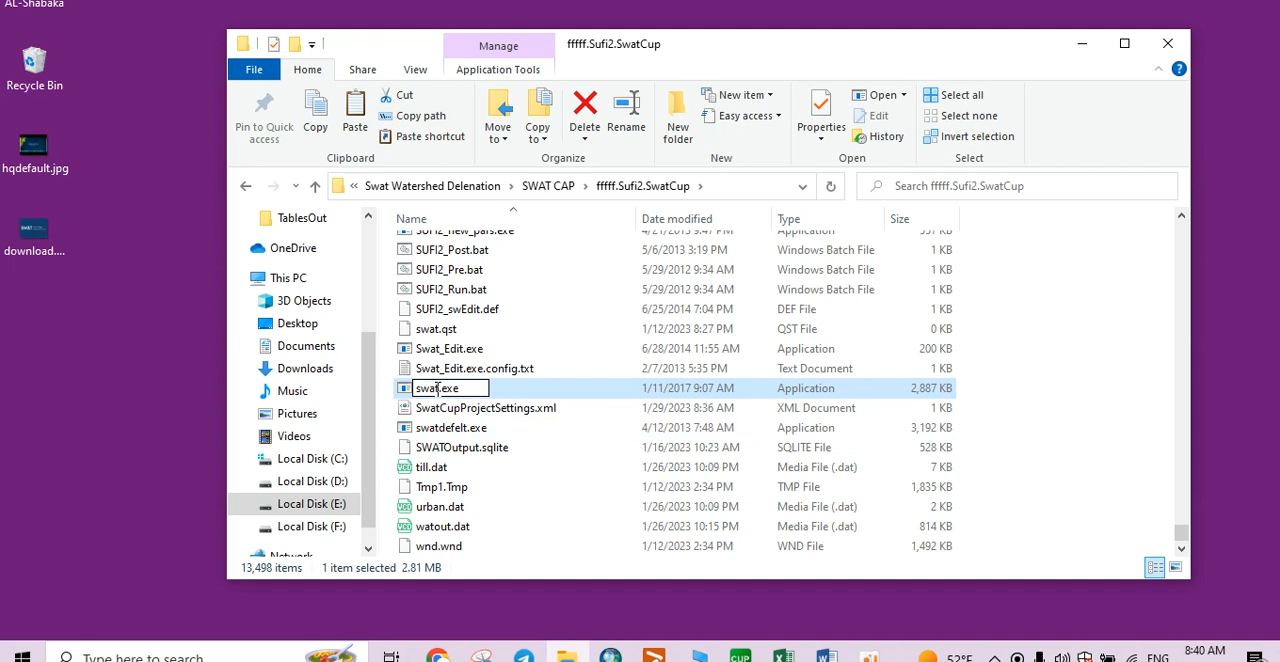 AL-Shabaka
Recycle Bin
hqdefault.jpg
download....
Manage
fffff.Sufi2.SwatCup
File
Home
Share
View
Application Tools
Pin to Quick access
Copy
Paste
Cut
Copy path
Paste shortcut
Clipboard
Move to
Copy to
Delete
Rename
Organize
New folder
New item
Easy access
New
Properties
Open
Edit
History
Open
Select all
Select none
Invert selection
Select
« Swat Watershed Delenation › SWAT CAP › fffff.Sufi2.SwatCup ›
Search fffff.Sufi2.SwatCup
TablesOut
OneDrive
This PC
3D Objects
Desktop
Documents
Downloads
Music
Pictures
Videos
Local Disk (C:)
Local Disk (D:)
Local Disk (E:)
Local Disk (F:)
Network
Name Date modified Type Size
SUFI2_new_pars.exe 4/21/2013 9:47 PM Application 357 KB
SUFI2_Post.bat 5/6/2013 3:19 PM Windows Batch File 1 KB
SUFI2_Pre.bat 5/29/2012 9:34 AM Windows Batch File 1 KB
SUFI2_Run.bat 5/29/2012 9:34 AM Windows Batch File 1 KB
SUFI2_swEdit.def 6/25/2014 7:04 PM DEF File 1 KB
swat.qst 1/12/2023 8:27 PM QST File 0 KB
Swat_Edit.exe 6/28/2014 11:55 AM Application 200 KB
Swat_Edit.exe.config.txt 2/7/2013 5:35 PM Text Document 1 KB
swat.exe 1/11/2017 9:07 AM Application 2,887 KB
SwatCupProjectSettings.xml 1/29/2023 8:36 AM XML Document 1 KB
swatdefelt.exe 4/12/2013 7:48 AM Application 3,192 KB
SWATOutput.sqlite 1/16/2023 10:23 AM SQLITE File 528 KB
till.dat 1/26/2023 10:09 PM Media File (.dat) 7 KB
Tmp1.Tmp 1/12/2023 2:34 PM TMP File 1,835 KB
urban.dat 1/26/2023 10:09 PM Media File (.dat) 2 KB
watout.dat 1/26/2023 10:15 PM Media File (.dat) 814 KB
wnd.wnd 1/12/2023 2:34 PM WND File 1,492 KB
13,498 items 1 item selected 2.81 MB
Type here to search
CUP
52°F
ENG
8:40 AM